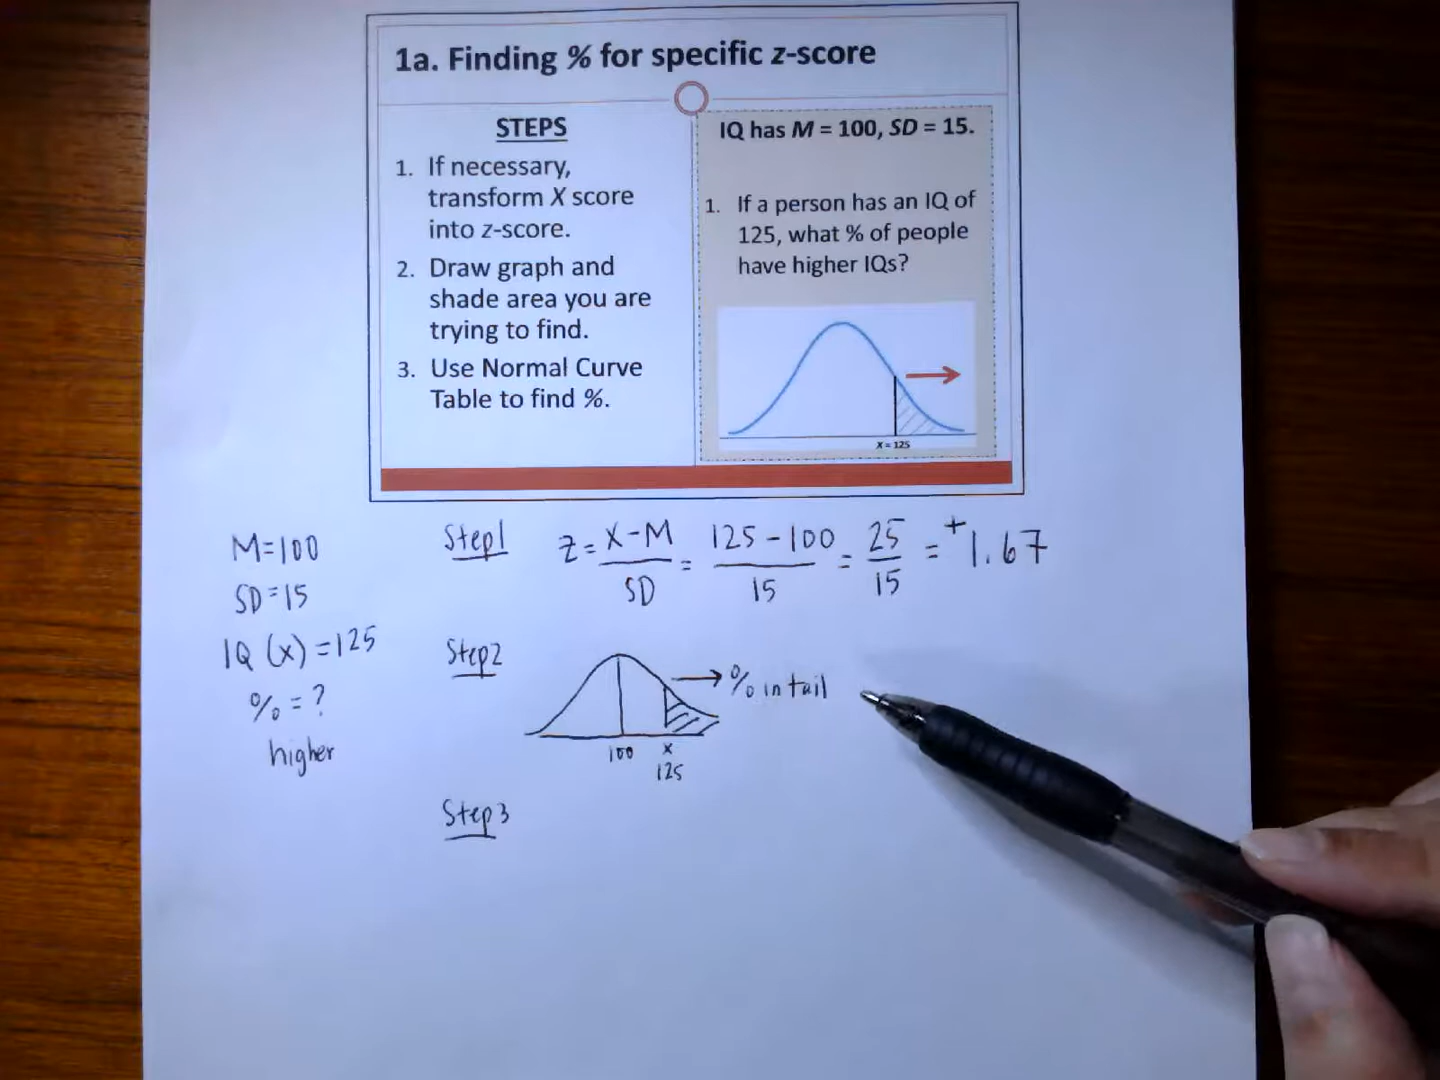 1a. Finding % for specific z-score
STEPS
1. If necessary,
transform X score
into z-score.
2. Draw graph and
shade area you are
trying to find.
3. Use Normal Curve
Table to find %.
IQ has M = 100, SD = 15.
1. If a person has an IQ of
125, what % of people
have higher IQs?
X = 125
M=100
SD=15
IQ (x) =125
% = ?
higher
Step1
z = X-M / SD = 125-100 / 15 = 25 / 15 = +1.67
Step2
% in tail
100
x
125
Step3